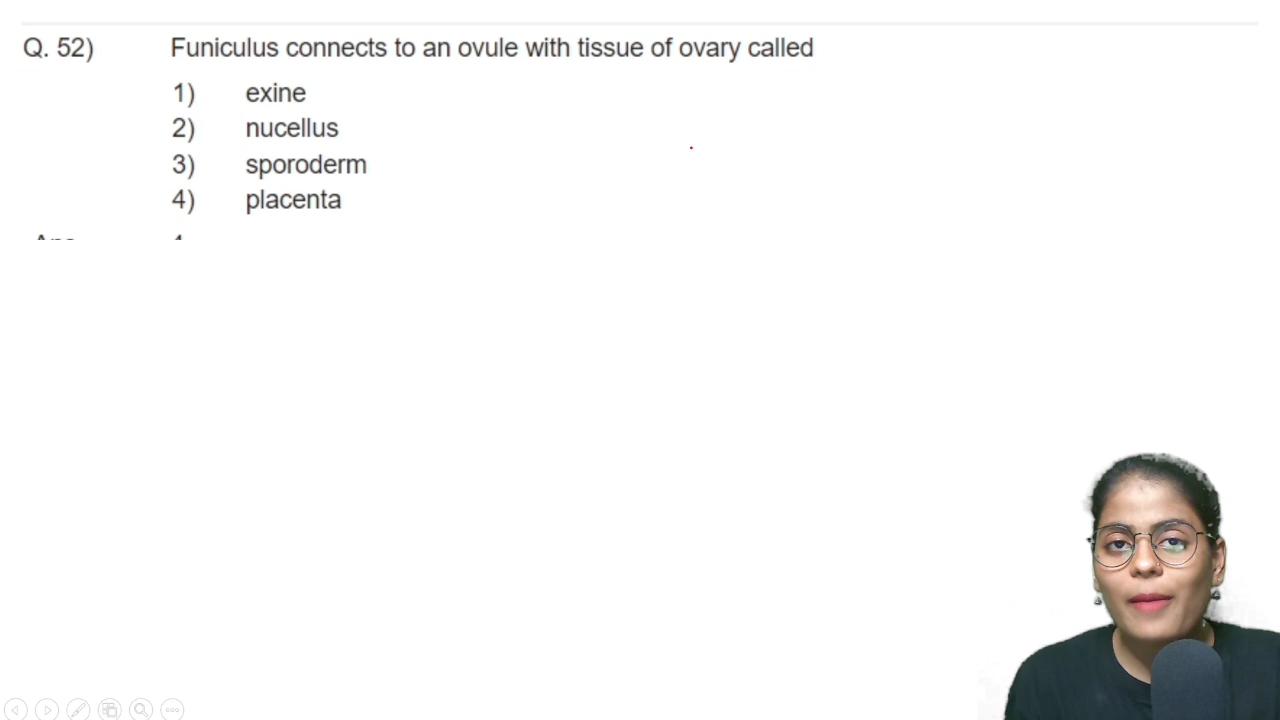 Q. 52) Funiculus connects to an ovule with tissue of ovary called
1) exine
2) nucellus
3) sporoderm
4) placenta